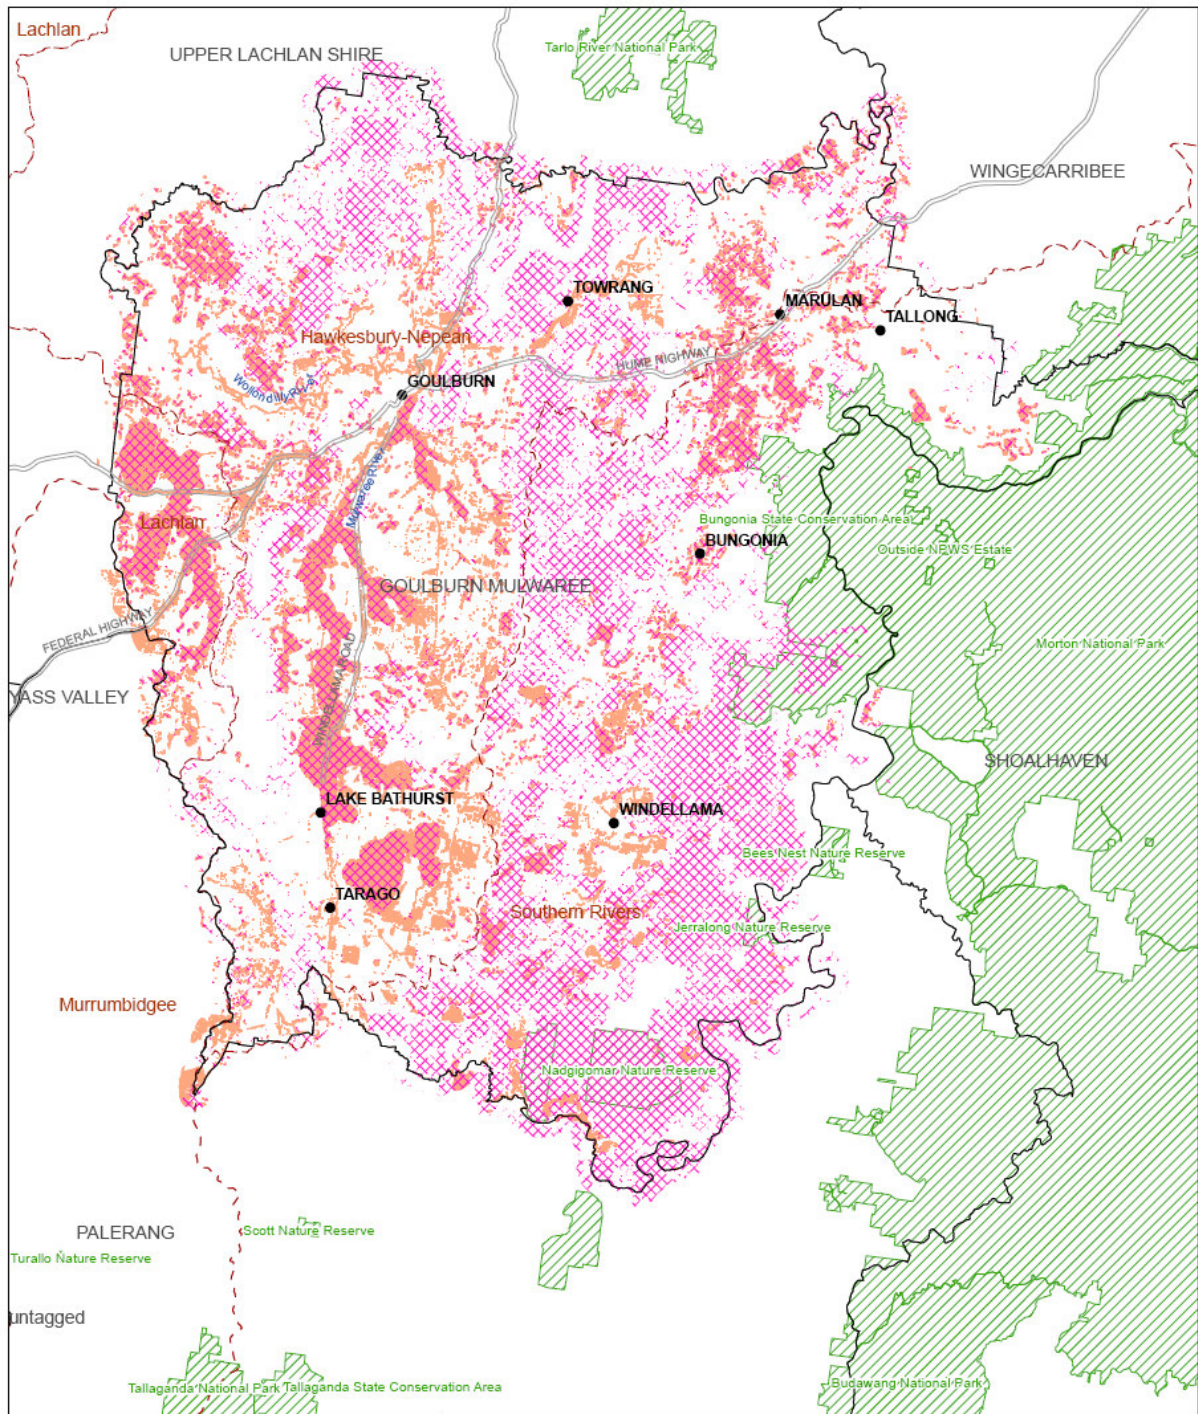 Lachlan
UPPER LACHLAN SHIRE
Tarlo River National Park
WINGECARRIBEE
TOWRANG
MARULAN
TALLONG
Hawkesbury-Nepean
HUME HIGHWAY
Wollondilly River
GOULBURN
Mulwaree River
Lachlan
Bungonia State Conservation Area
BUNGONIA
Outside NPWS Estate
GOULBURN MULWAREE
FEDERAL HIGHWAY
Morton National Park
WINDELLAMA ROAD
YASS VALLEY
SHOALHAVEN
LAKE BATHURST
WINDELLAMA
Bees Nest Nature Reserve
TARAGO
Southern Rivers
Jerralong Nature Reserve
Murrumbidgee
Nadgigomar Nature Reserve
PALERANG
Scott Nature Reserve
Turallo Nature Reserve
untagged
Tallaganda National Park
Tallaganda State Conservation Area
Budawang National Park